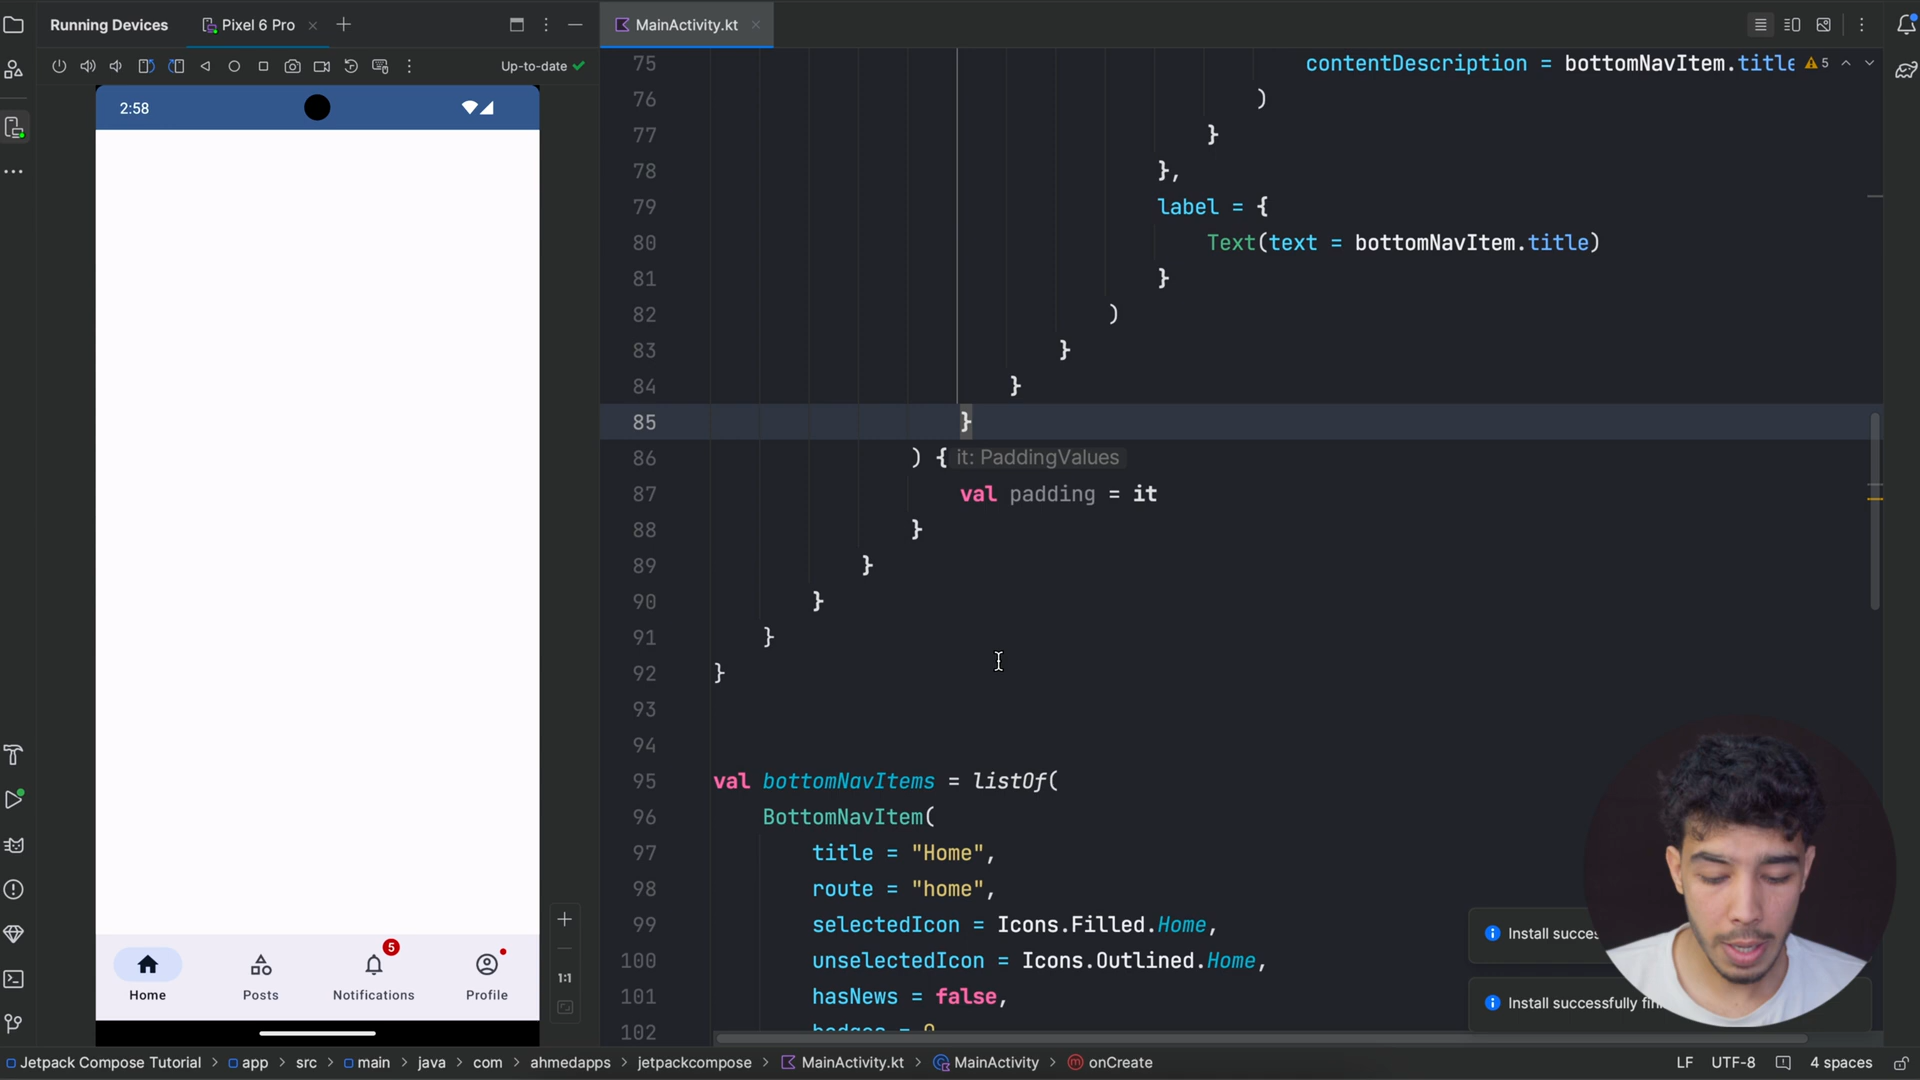 Running Devices
Pixel 6 Pro
MainActivity.kt
Up-to-date
2:58
5
Home
Posts
Notifications
Profile
1:1
75 contentDescription = bottomNavItem.title
5
76 )
77 }
78 },
79 label = {
80 Text(text = bottomNavItem.title)
81 }
82 )
83 }
84 }
85 }
86 ) { it: PaddingValues
87 val padding = it
88 }
89 }
90 }
91 }
92 }
93
94
95 val bottomNavItems = listOf(
96 BottomNavItem(
97 title = "Home",
98 route = "home",
99 selectedIcon = Icons.Filled.Home,
100 unselectedIcon = Icons.Outlined.Home,
101 hasNews = false,
102 badges = 0
Install succes
Install successfully fin
Jetpack Compose Tutorial > app > src > main > java > com > ahmedapps > jetpackcompose > MainActivity.kt > MainActivity > onCreate
LF UTF-8 4 spaces